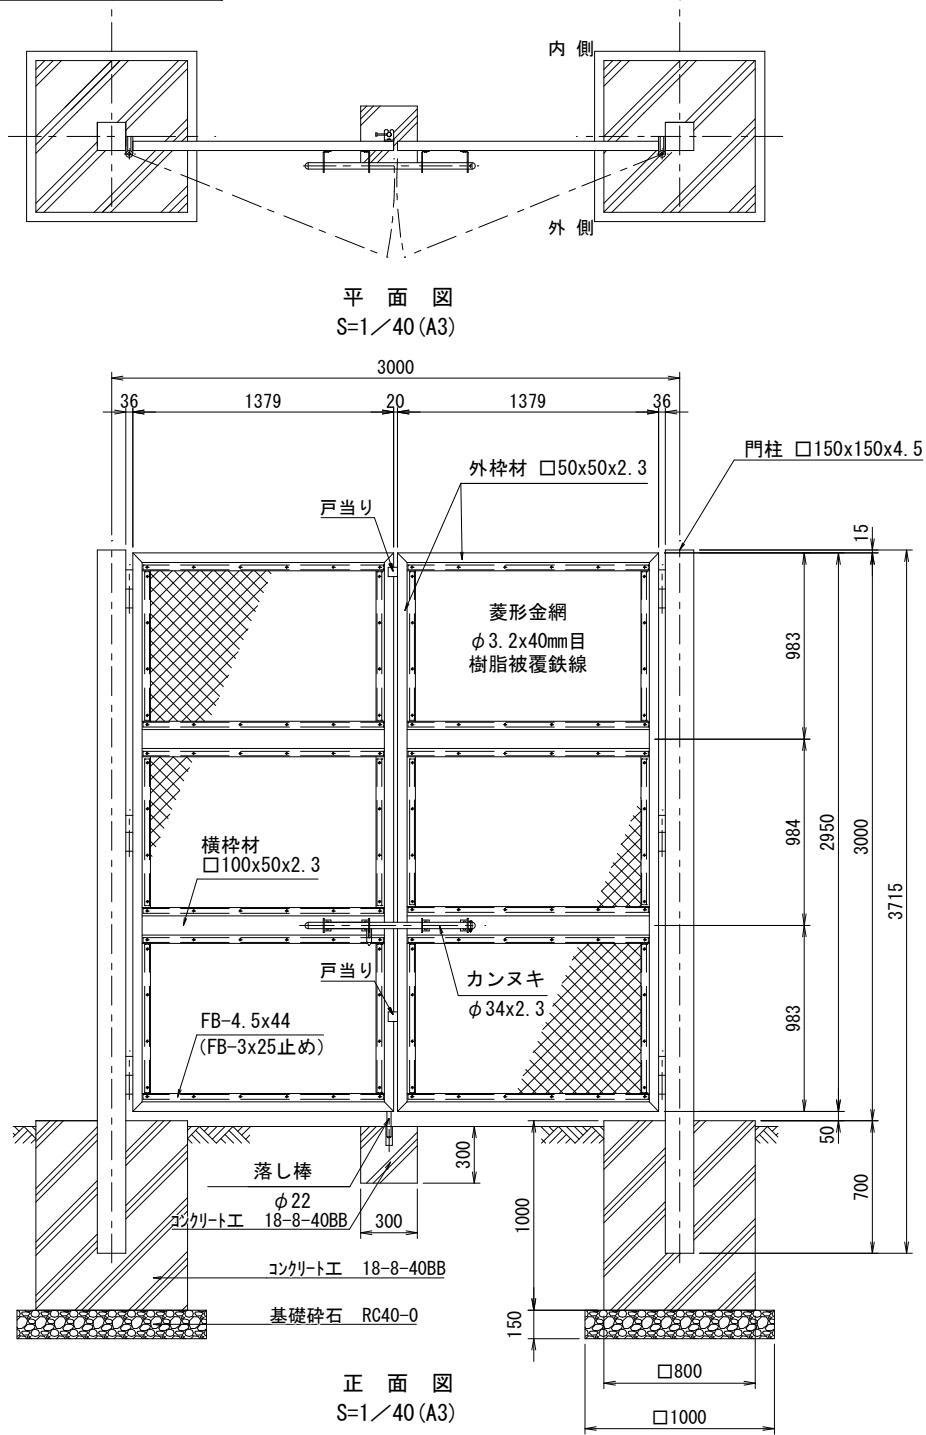 内 側
外 側
平 面 図
S=1／40(A3)
3000
36
1379
20
1379
36
門柱 □150x150x4.5
外枠材 □50x50x2.3
戸当り
15
菱形金網
φ3.2x40mm目
樹脂被覆鉄線
983
984
2950
3000
3715
横枠材
□100x50x2.3
戸当り
カンヌキ
φ34x2.3
983
FB-4.5x44
(FB-3x25止め)
50
落し棒
φ22
300
1000
700
コンクリート工 18-8-40BB
300
コンクリート工 18-8-40BB
基礎砕石 RC40-0
150
□800
□1000
正 面 図
S=1／40(A3)